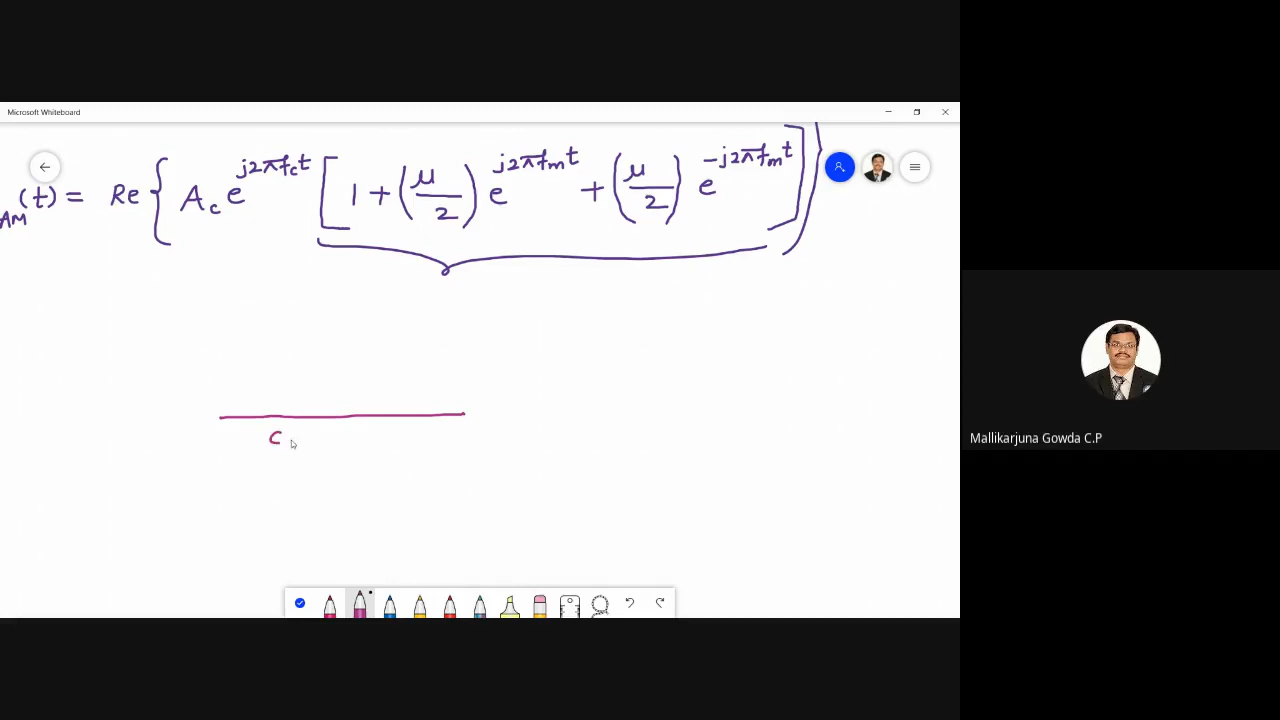 Microsoft Whiteboard
AM(t) = Re { A_c e^{j2πf_c t} [ 1 + (μ/2) e^{j2πf_m t} + (μ/2) e^{-j2πf_m t} ] }
C
Mallikarjuna Gowda C.P